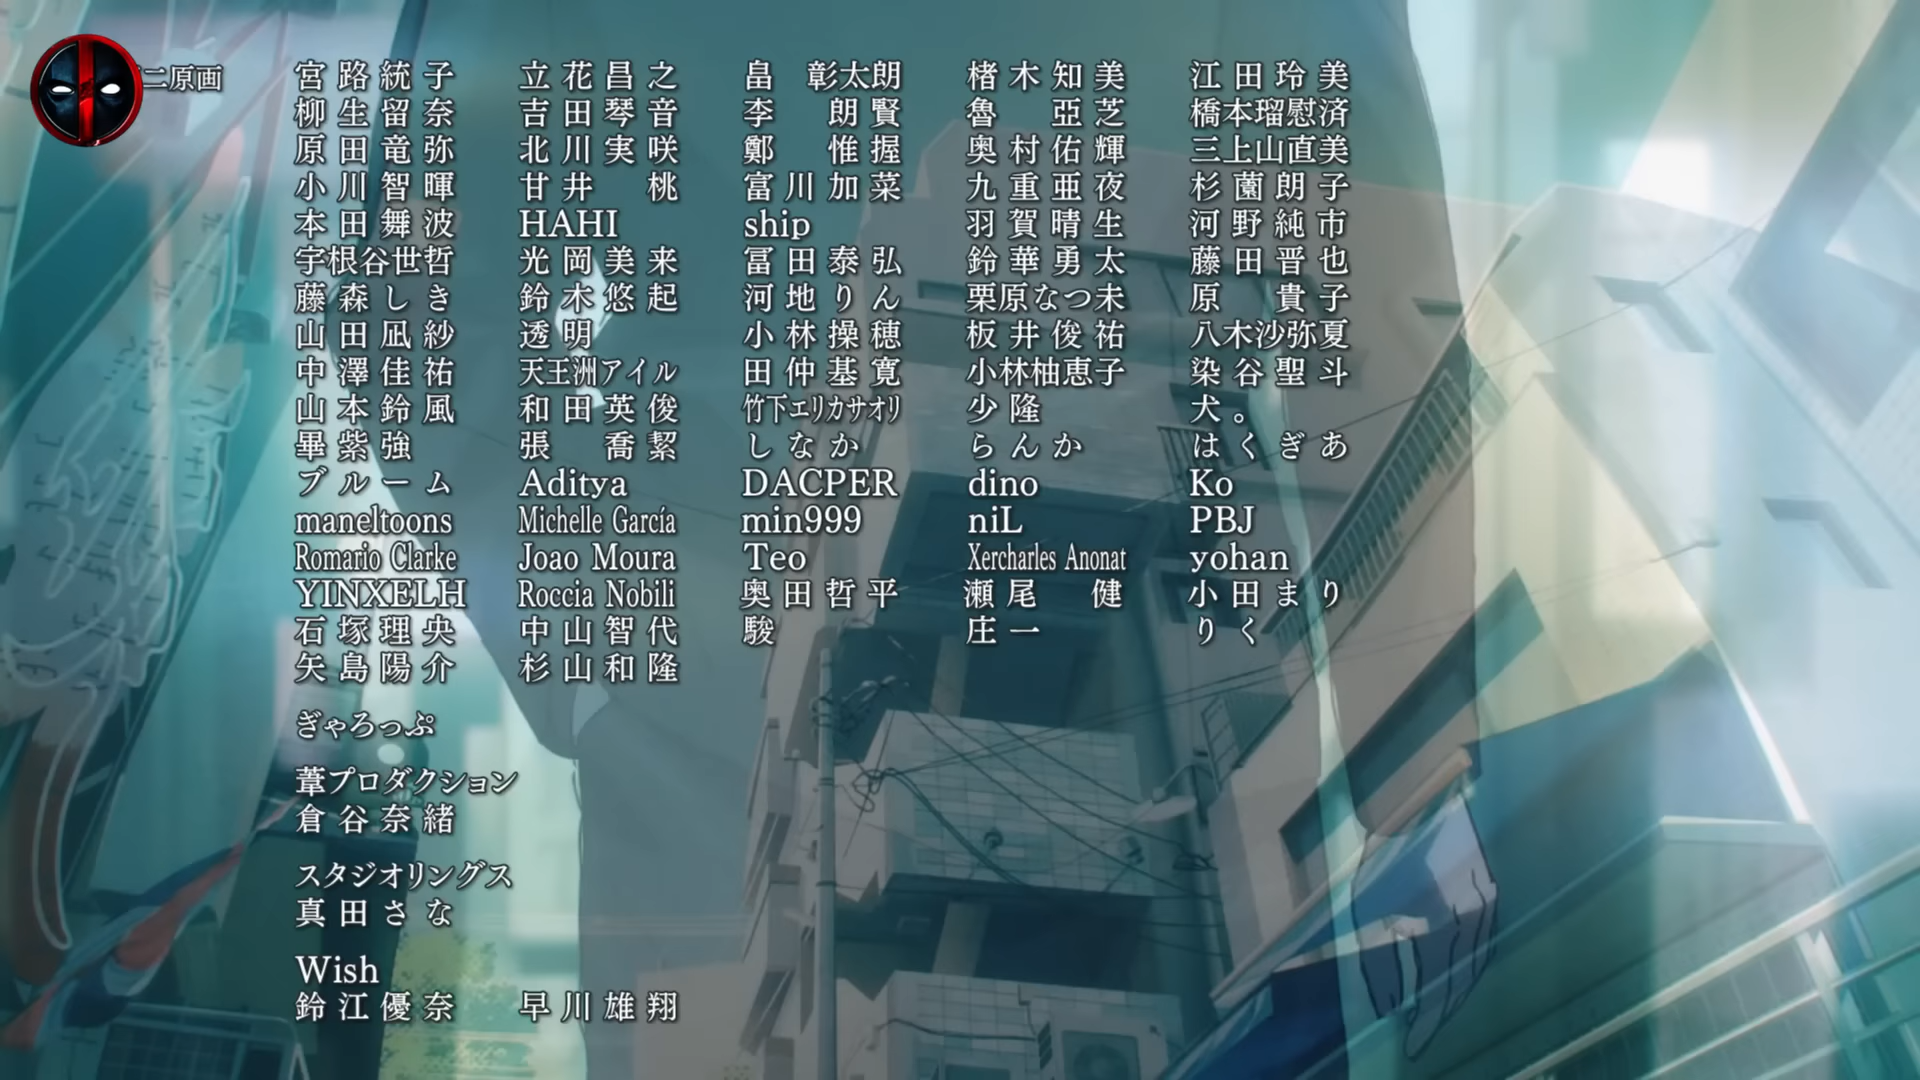 二原画 宮路統子 立花昌之 畠 彰太朗 楮木知美 江田玲美
柳生留奈 吉田琴音 李 朗賢 魯 亞芝 橋本瑠慰済
原田竜弥 北川実咲 鄭 惟握 奥村佑輝 三上山直美
小川智暉 甘井 桃 富川加菜 九重亜夜 杉薗朗子
本田舞波 HAHI ship 羽賀晴生 河野純市
宇根谷世哲 光岡美来 冨田泰弘 鈴華勇太 藤田晋也
藤森しき 鈴木悠起 河地りん 栗原なつ未 原 貴子
山田凪紗 透明 小林操穂 板井俊祐 八木沙弥夏
中澤佳祐 天王洲アイル 田仲基寛 小林柚恵子 染谷聖斗
山本鈴風 和田英俊 竹下エリカサオリ 少隆 犬。
畢紫強 張 喬絜 しなか らんか はくぎあ
ブルーム Aditya DACPER dino Ko
maneltoons Michelle García min999 niL PBJ
Romario Clarke Joao Moura Teo Xercharles Anonat yohan
YINXELH Roccia Nobili 奥田哲平 瀬尾 健 小田まり
石塚理央 中山智代 駿 庄一 りく
矢島陽介 杉山和隆
ぎゃろっぷ
葦プロダクション
倉谷奈緒
スタジオリングス
真田さな
Wish
鈴江優奈 早川雄翔